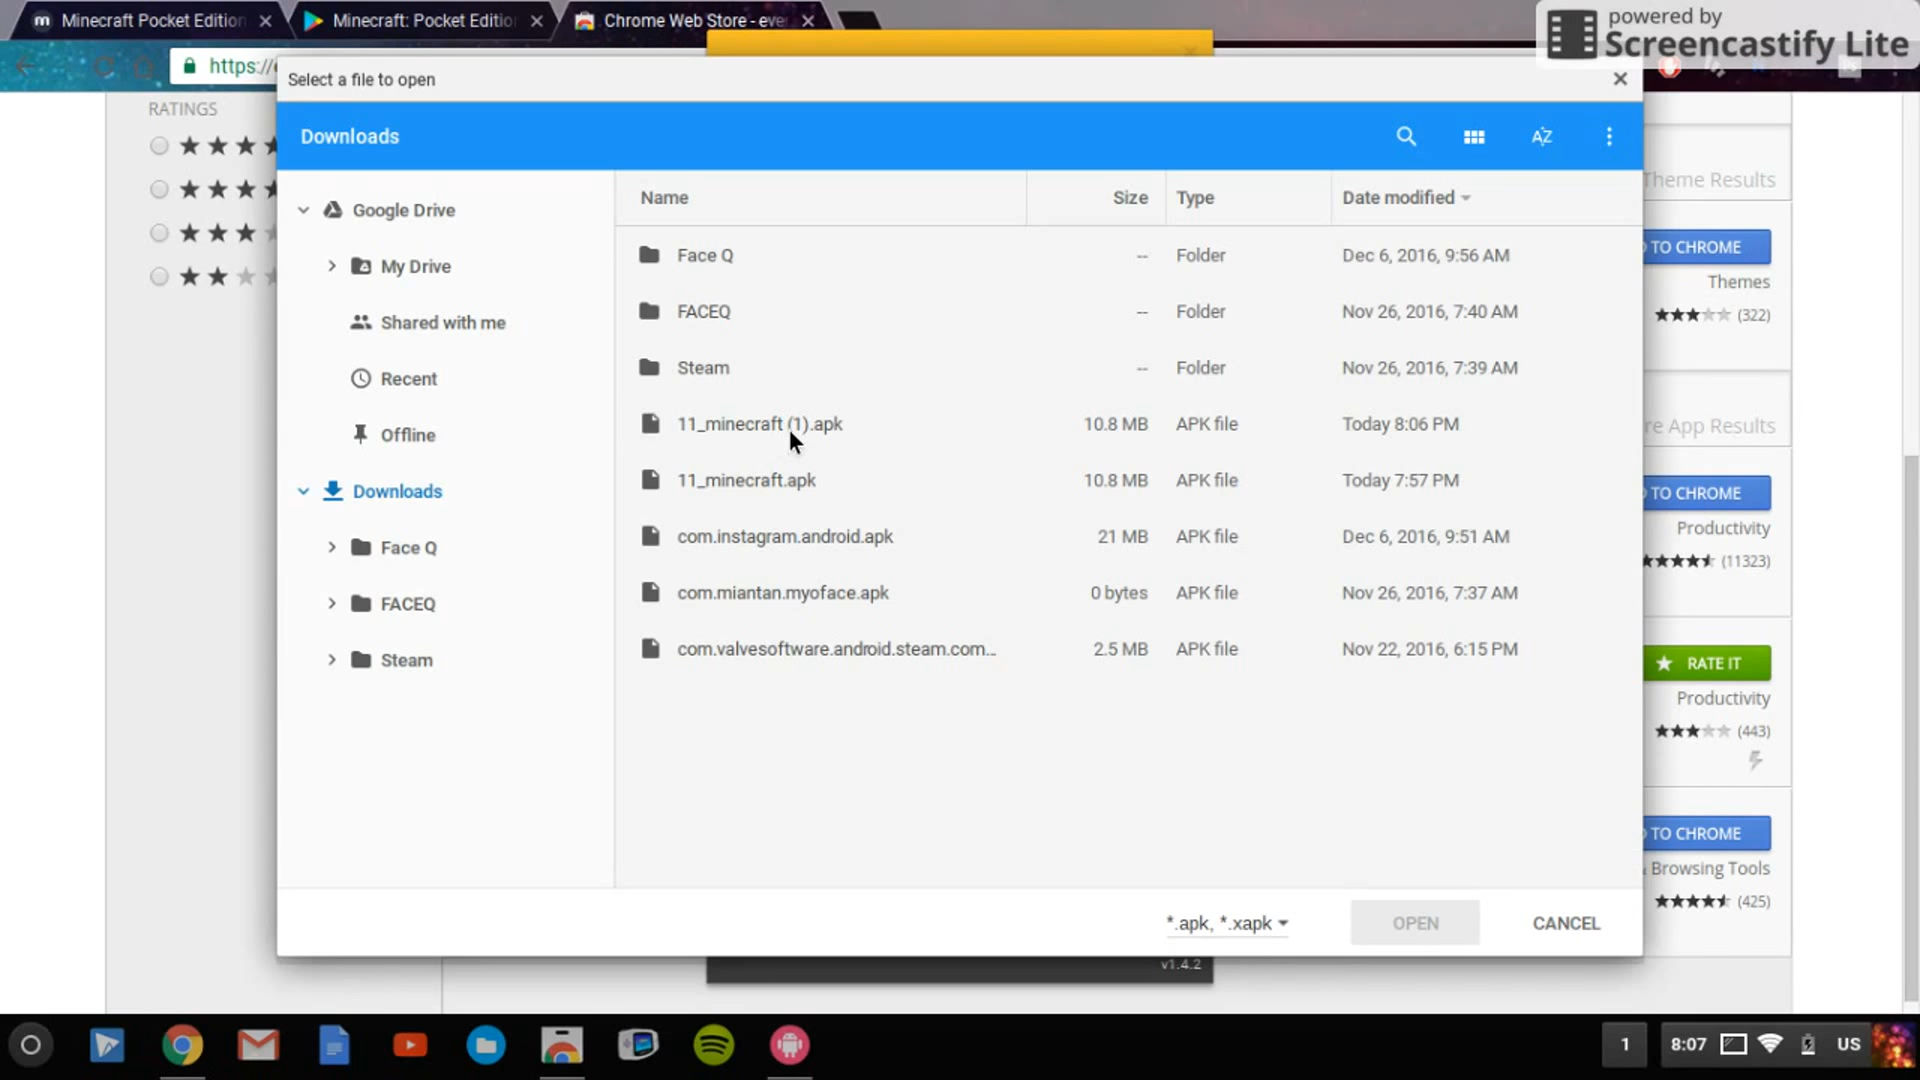 Minecraft Pocket Edition
Minecraft: Pocket Edition
Chrome Web Store - eve
powered by
Screencastify Lite
https://
Select a file to open
RATINGS
Downloads
AZ
Theme Results
Google Drive
My Drive
Shared with me
Recent
Offline
Downloads
Face Q
FACEQ
Steam
Name Size Type Date modified
Face Q -- Folder Dec 6, 2016, 9:56 AM
FACEQ -- Folder Nov 26, 2016, 7:40 AM
Steam -- Folder Nov 26, 2016, 7:39 AM
11_minecraft (1).apk 10.8 MB APK file Today 8:06 PM
11_minecraft.apk 10.8 MB APK file Today 7:57 PM
com.instagram.android.apk 21 MB APK file Dec 6, 2016, 9:51 AM
com.miantan.myoface.apk 0 bytes APK file Nov 26, 2016, 7:37 AM
com.valvesoftware.android.steam.com... 2.5 MB APK file Nov 22, 2016, 6:15 PM
TO CHROME
Themes
(322)
re App Results
TO CHROME
Productivity
(11323)
RATE IT
Productivity
(443)
TO CHROME
Browsing Tools
(425)
*.apk, *.xapk OPEN CANCEL
v1.4.2
1 8:07 US